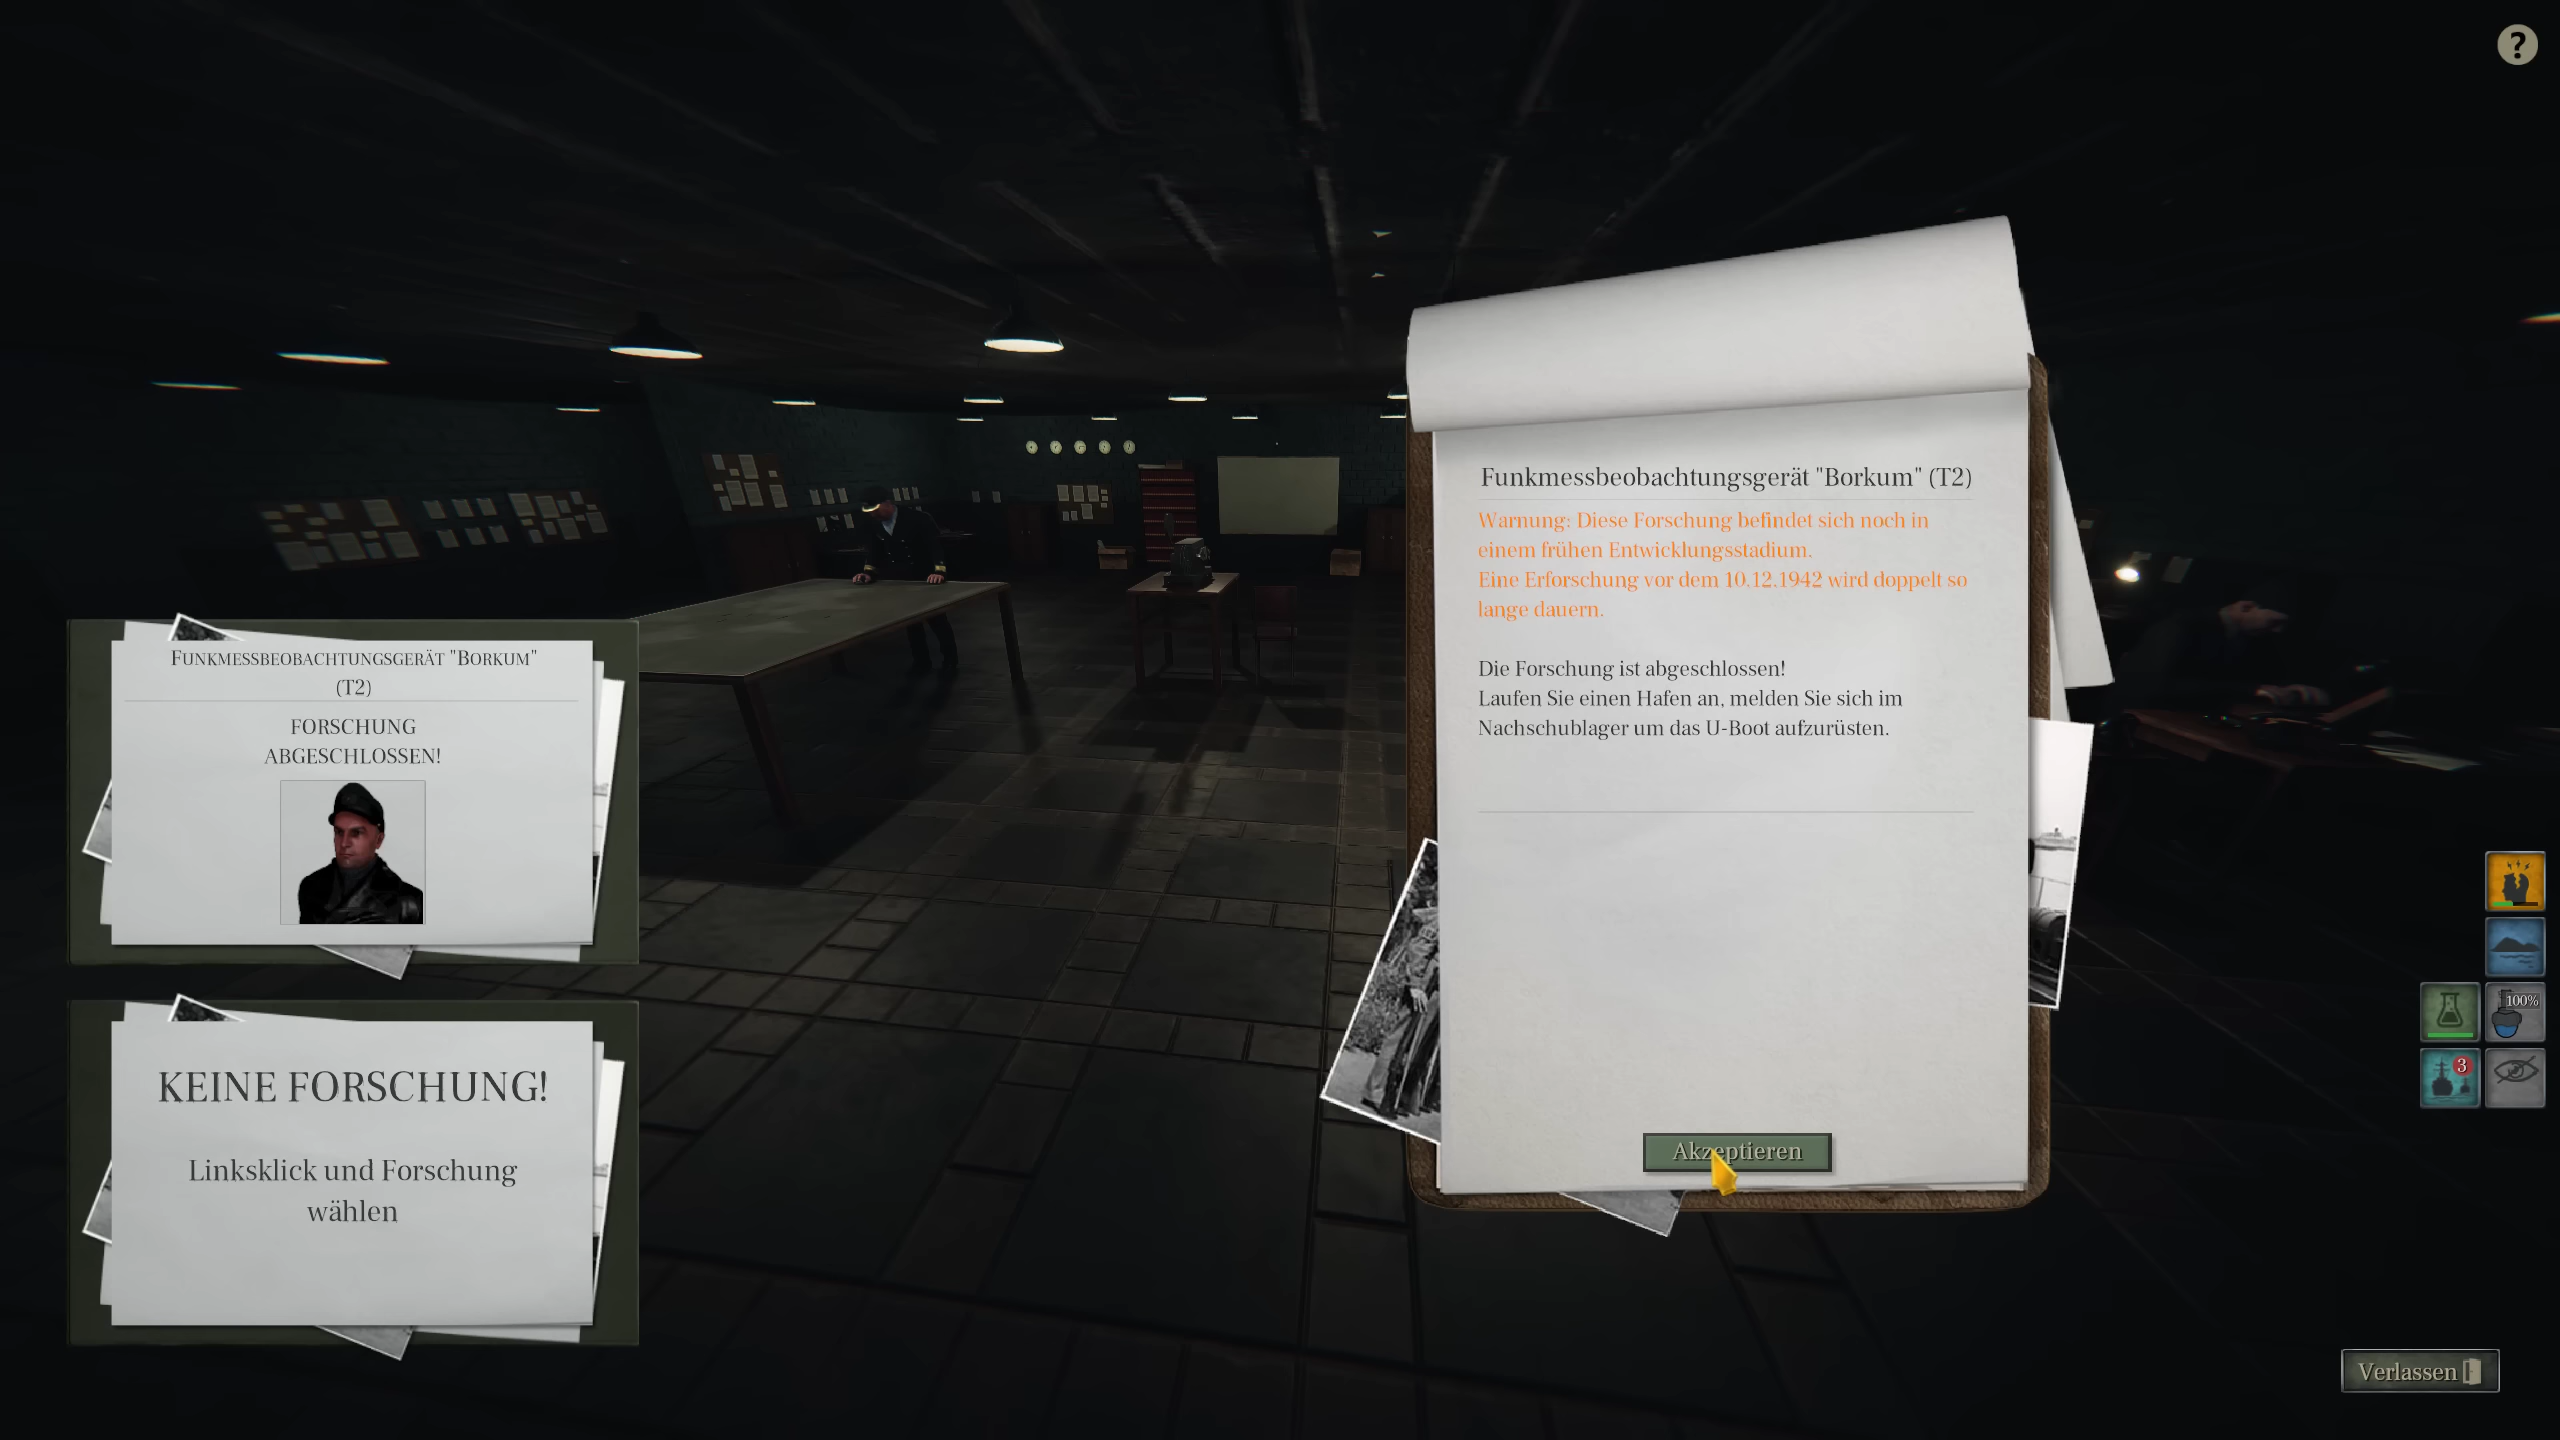 ?
FUNKMESSBEOBACHTUNGSGERÄT "BORKUM"
(T2)
FORSCHUNG
ABGESCHLOSSEN!
KEINE FORSCHUNG!
Linksklick und Forschung
wählen
Funkmessbeobachtungsgerät "Borkum" (T2)
Warnung: Diese Forschung befindet sich noch in
einem frühen Entwicklungsstadium.
Eine Erforschung vor dem 10.12.1942 wird doppelt so
lange dauern.
Die Forschung ist abgeschlossen!
Laufen Sie einen Hafen an, melden Sie sich im
Nachschublager um das U-Boot aufzurüsten.
Akzeptieren
100%
3
Verlassen